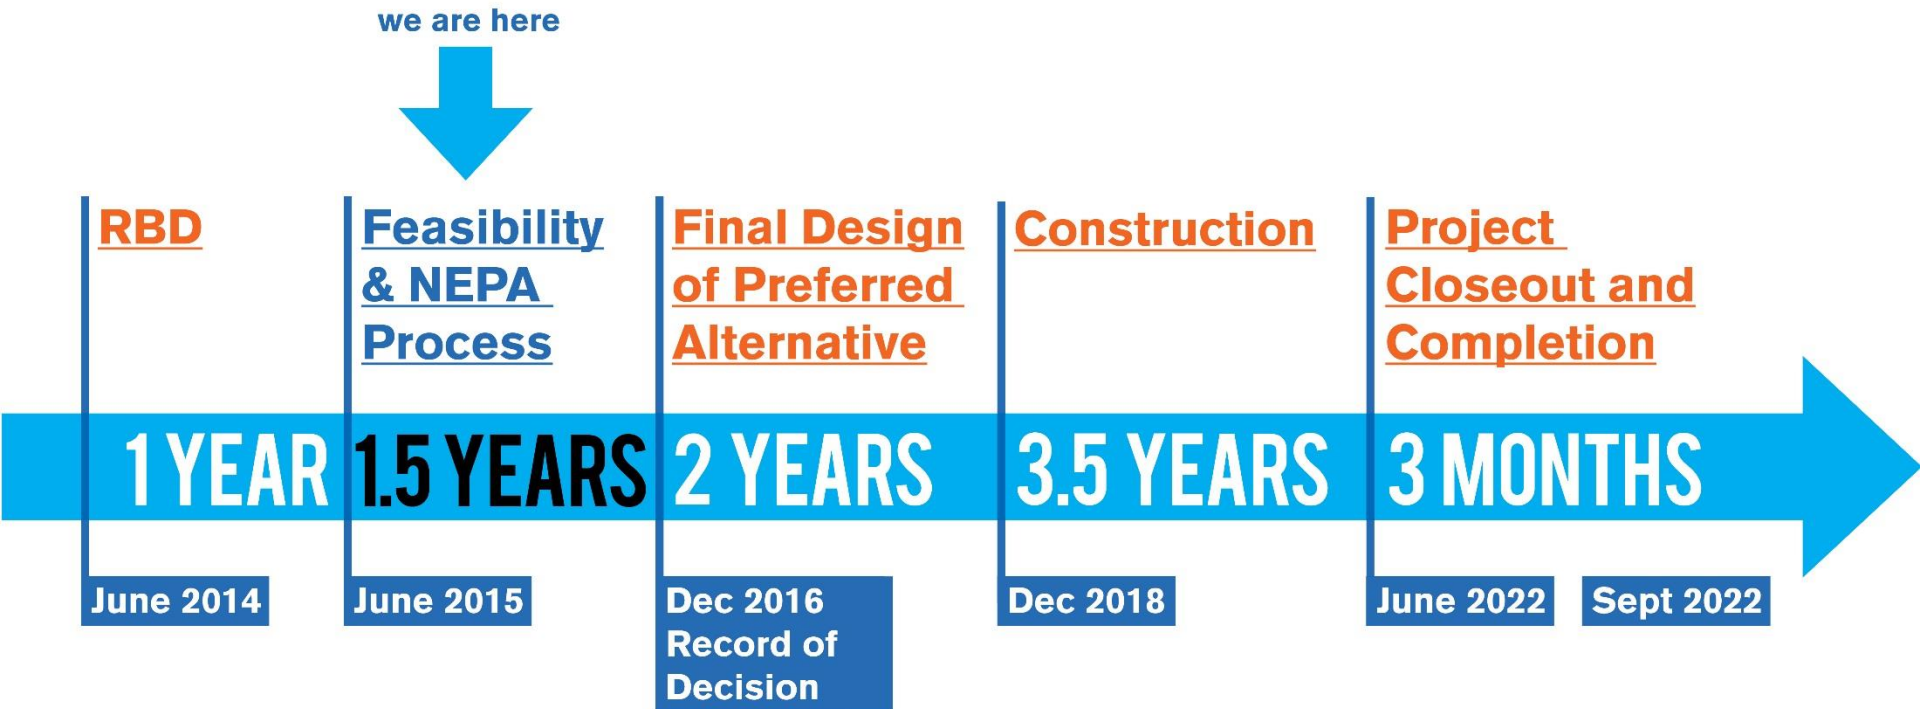 we are here
RBD
Feasibility
& NEPA
Process
Final Design
of Preferred
Alternative
Construction
Project
Closeout and
Completion
1 YEAR
1.5 YEARS
2 YEARS
3.5 YEARS
3 MONTHS
June 2014
June 2015
Dec 2016
Record of
Decision
Dec 2018
June 2022
Sept 2022